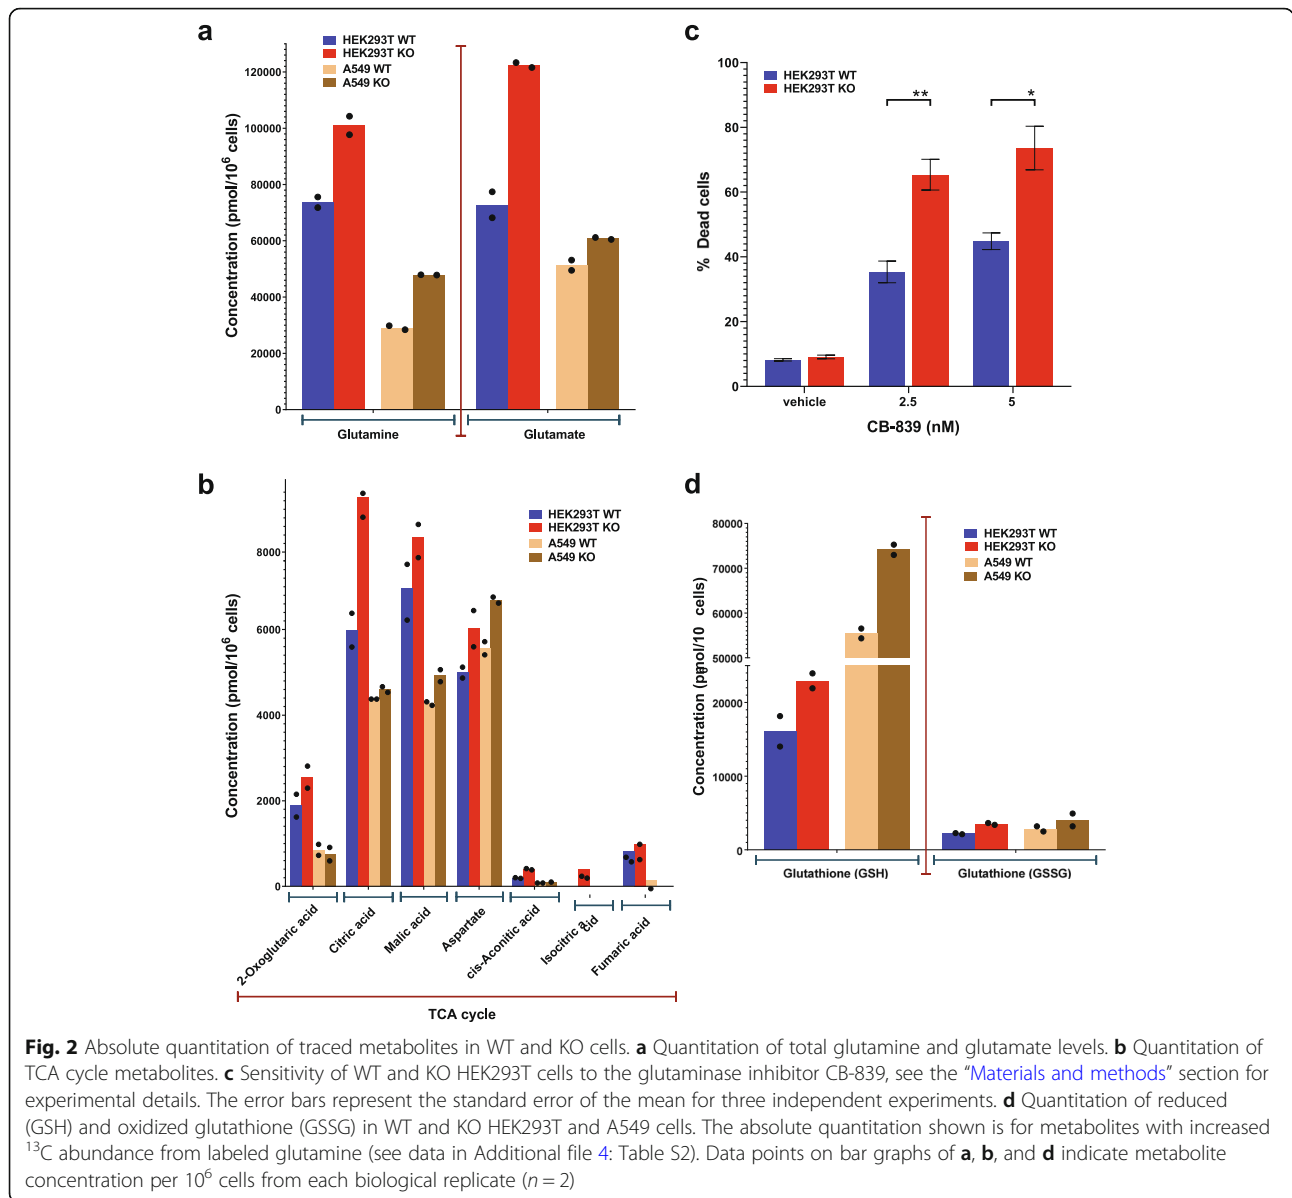 a
HEK293T WT
HEK293T KO
A549 WT
A549 KO
Concentration (pmol/10⁶ cells)
120000
100000
80000
60000
40000
20000
0
Glutamine
Glutamate
c
HEK293T WT
HEK293T KO
% Dead cells
100
80
60
40
20
0
**
*
vehicle
2.5
5
CB-839 (nM)
b
HEK293T WT
HEK293T KO
A549 WT
A549 KO
Concentration (pmol/10⁶ cells)
8000
6000
4000
2000
0
2-Oxoglutaric acid
Citric acid
Malic acid
Aspartate
cis-Aconitic acid
Isocitric acid
Fumaric acid
TCA cycle
d
HEK293T WT
HEK293T KO
A549 WT
A549 KO
Concentration (pmol/10⁶ cells)
80000
70000
60000
50000
20000
10000
0
Glutathione (GSH)
Glutathione (GSSG)
Fig. 2 Absolute quantitation of traced metabolites in WT and KO cells. a Quantitation of total glutamine and glutamate levels. b Quantitation of
TCA cycle metabolites. c Sensitivity of WT and KO HEK293T cells to the glutaminase inhibitor CB-839, see the “Materials and methods” section for
experimental details. The error bars represent the standard error of the mean for three independent experiments. d Quantitation of reduced
(GSH) and oxidized glutathione (GSSG) in WT and KO HEK293T and A549 cells. The absolute quantitation shown is for metabolites with increased
¹³C abundance from labeled glutamine (see data in Additional file 4: Table S2). Data points on bar graphs of a, b, and d indicate metabolite
concentration per 10⁶ cells from each biological replicate (n = 2)